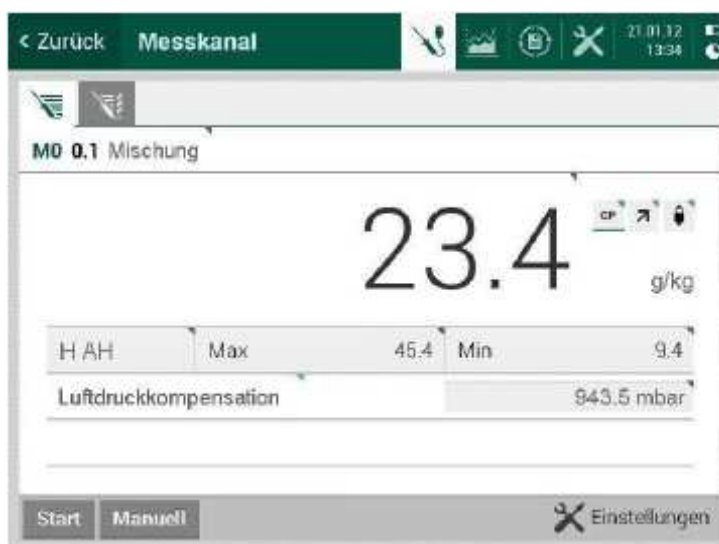 < Zurück Messkanal 21.01.12
13:34
M0 0.1 Mischung
23.4 CP
g/kg
H AH Max 45.4 Min 9.4
Luftdruckkompensation 943.5 mbar
Start Manuell Einstellungen